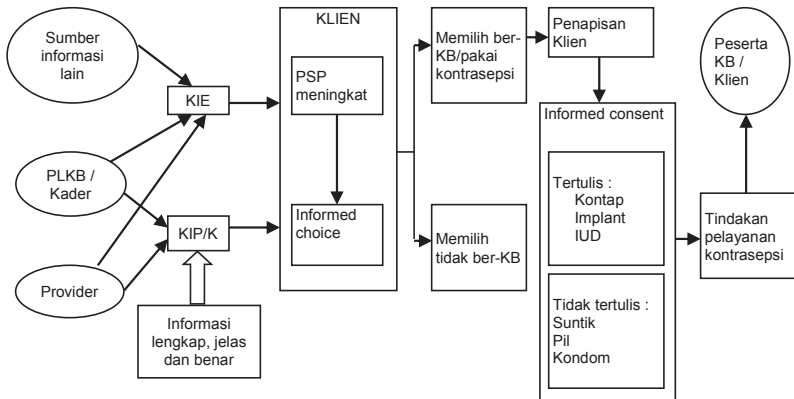 Sumber
informasi
lain
PLKB /
Kader
Provider
KIE
KIP/K
Informasi
lengkap, jelas
dan benar
KLIEN
PSP
meningkat
Informed
choice
Memilih ber-
KB/pakai
kontrasepsi
Memilih
tidak ber-KB
Penapisan
Klien
Informed consent
Tertulis :
Kontap
Implant
IUD
Tidak tertulis :
Suntik
Pil
Kondom
Tindakan
pelayanan
kontrasepsi
Peserta
KB /
Klien